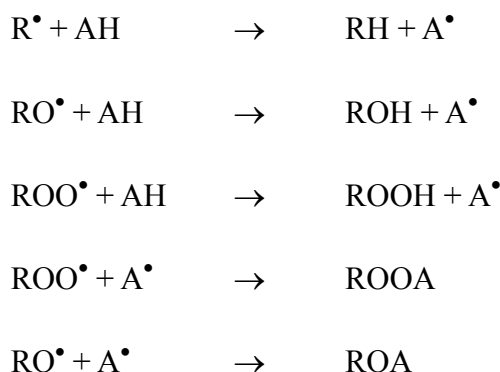 R• + AH → RH + A•
RO• + AH → ROH + A•
ROO• + AH → ROOH + A•
ROO• + A• → ROOA
RO• + A• → ROA